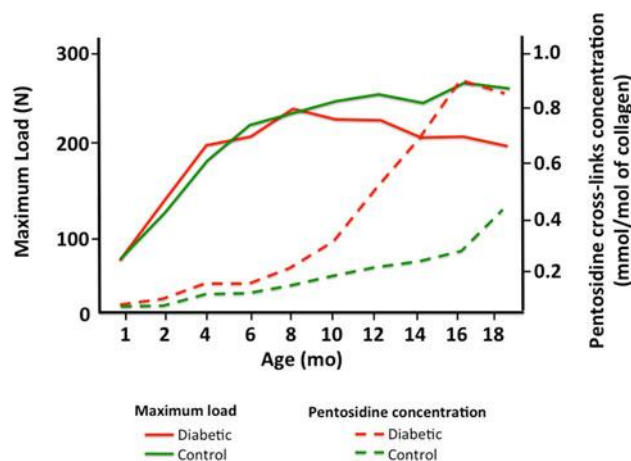 Maximum Load (N)
300
200
100
0
1 2 4 6 8 10 12 14 16 18
Age (mo)
1.0
0.8
0.6
0.4
0.2
Pentosidine cross-links concentration
(mmol/mol of collagen)
Maximum load
Diabetic
Control
Pentosidine concentration
Diabetic
Control